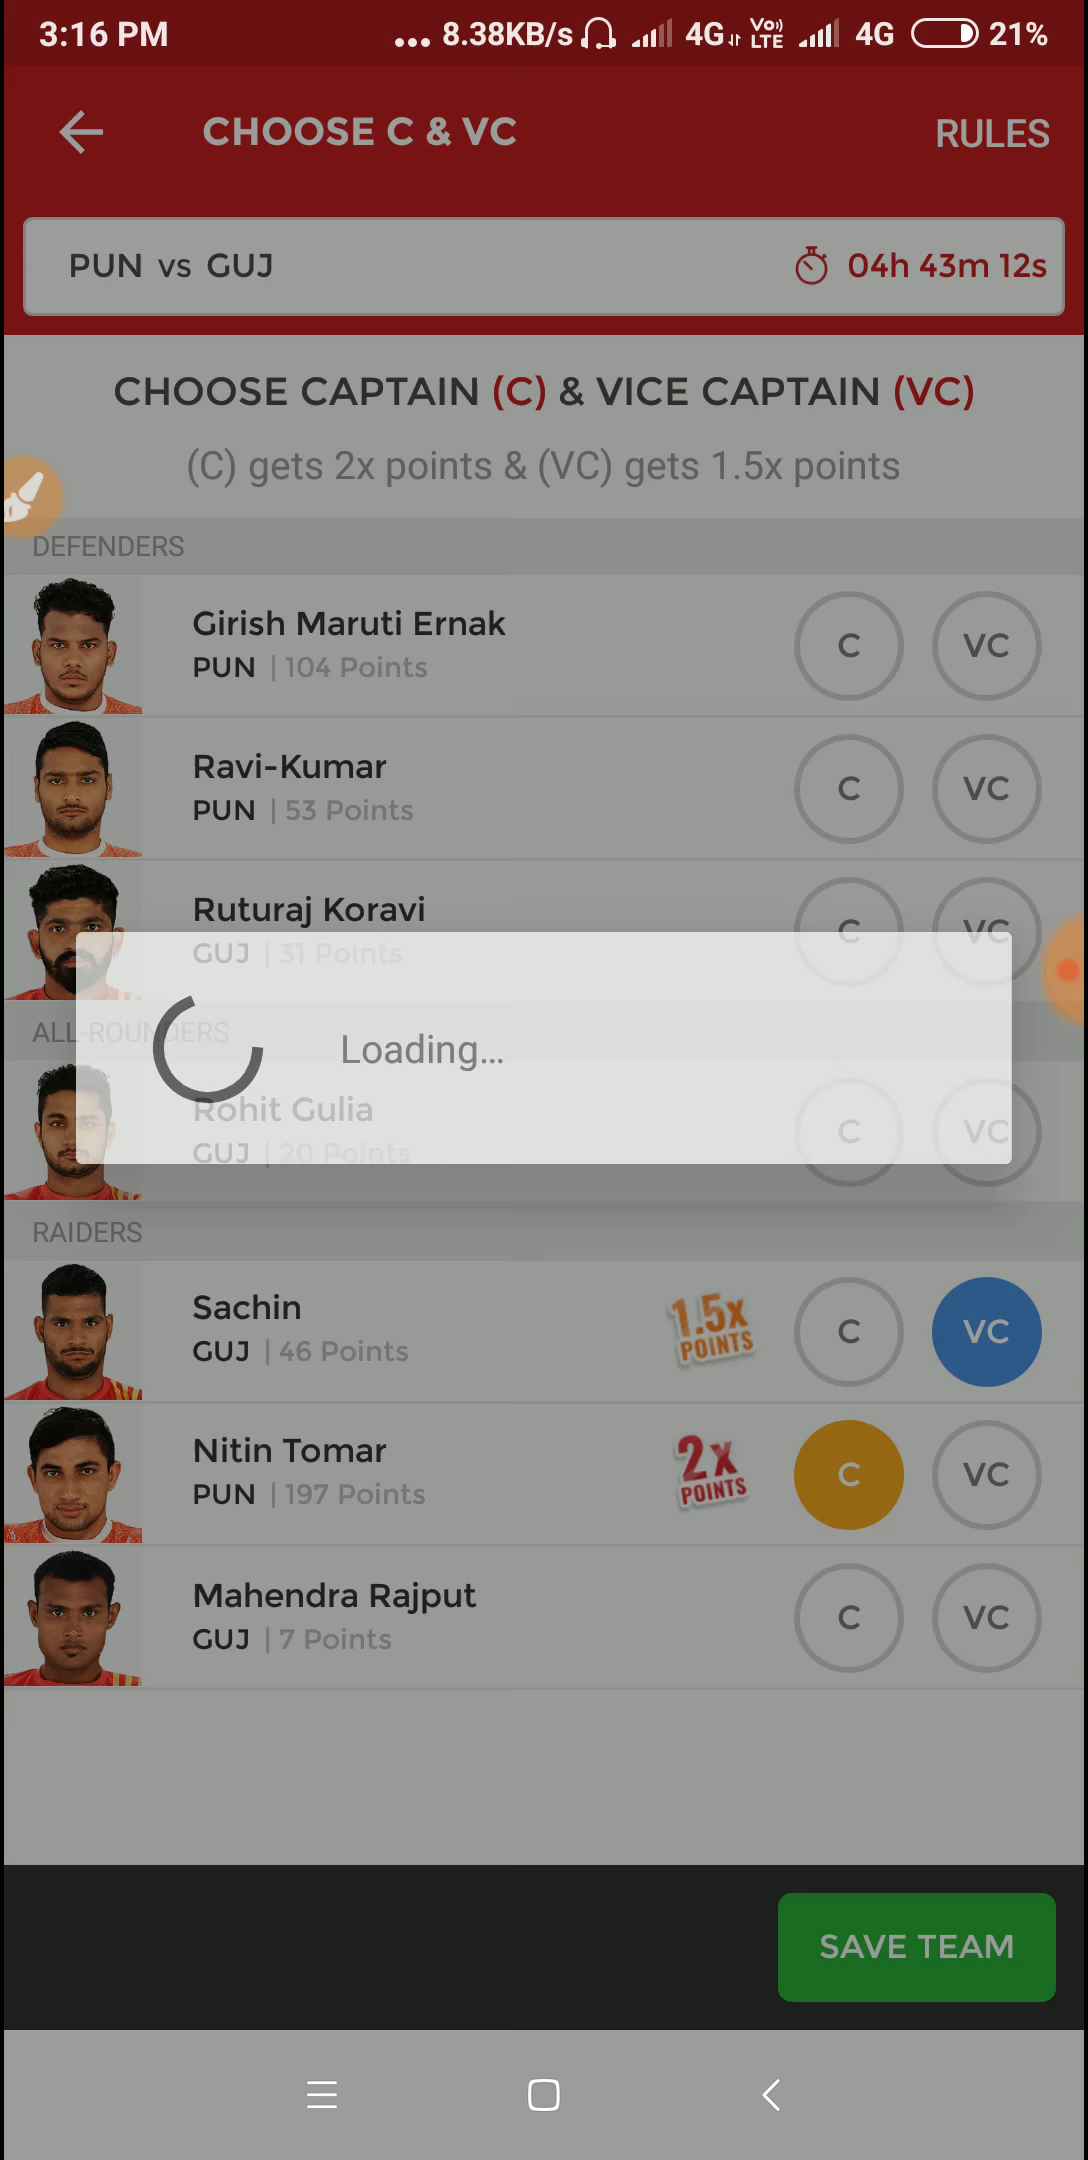 3:16 PM ... 8.38KB/s 4G VoLTE 4G 21%
CHOOSE C & VC RULES
PUN vs GUJ 04h 43m 12s
CHOOSE CAPTAIN (C) & VICE CAPTAIN (VC)
(C) gets 2x points & (VC) gets 1.5x points
DEFENDERS
Girish Maruti Ernak
PUN | 104 Points
C VC
Ravi-Kumar
PUN | 53 Points
C VC
Ruturaj Koravi
GUJ | 31 Points
C VC
ALL-ROUNDERS
Loading...
Rohit Gulia
GUJ | 20 Points
C VC
RAIDERS
Sachin
GUJ | 46 Points
1.5x
POINTS
C VC
Nitin Tomar
PUN | 197 Points
2x
POINTS
C VC
Mahendra Rajput
GUJ | 7 Points
C VC
SAVE TEAM